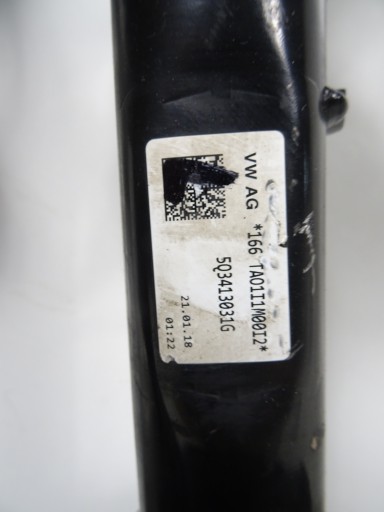 VW AG
*166 TAO1I1M00I2*
5Q3413031G
21.01.18
01:22